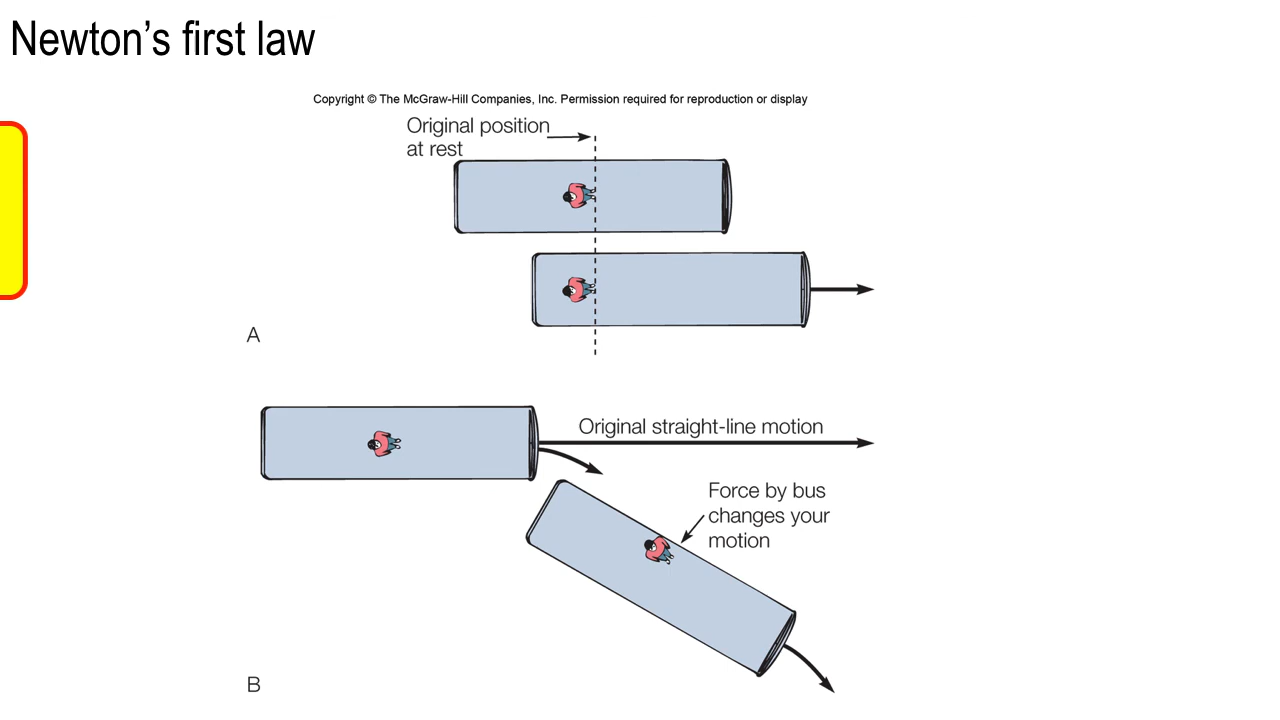 Newton’s first law
Copyright © The McGraw-Hill Companies, Inc. Permission required for reproduction or display
Original position
at rest
A
Original straight-line motion
Force by bus
changes your
motion
B